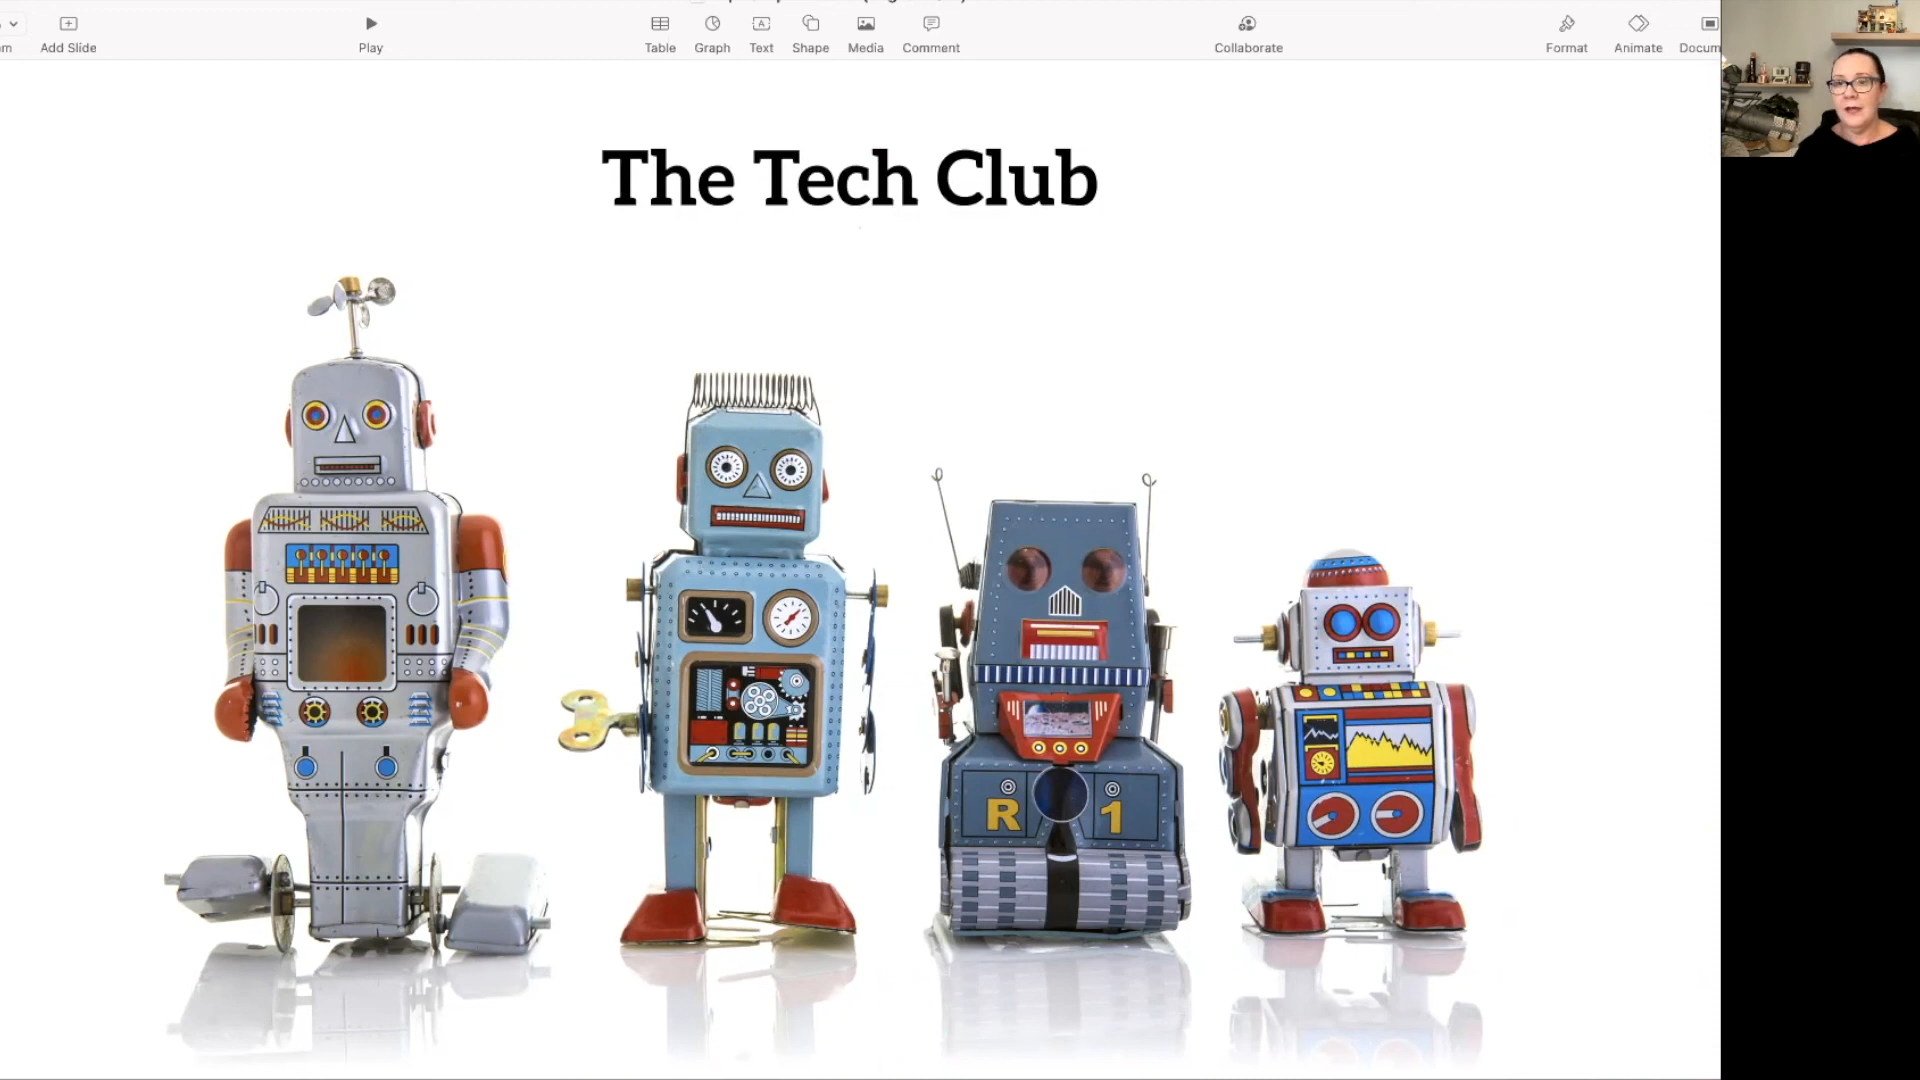 Add Slide
Play
Table
Graph
Text
Shape
Media
Comment
Collaborate
Format
Animate
The Tech Club
R 1